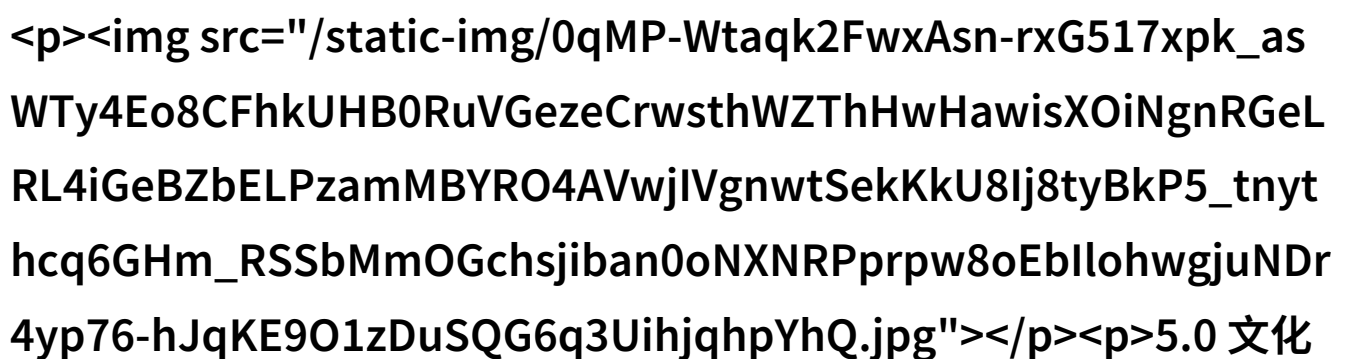 <p><img src="/static-img/0qMP-Wtaqk2FwxAsn-rxG517xpk_as
WTy4Eo8CFhkUHB0RuVGezeCrwsthWZThHwHawisXOiNgnRGeL
RL4iGeBZbELPzamMBYRO4AVwjIVgnwtSekKkU8Ij8tyBkP5_tnyt
hcq6GHm_RSSbMmOGchsjiban0oNXNRPprpw8oEbIlohwgjuNDr
4yp76-hJqKE9O1zDuSQG6q3UihjqhpYhQ.jpg"></p><p>5.0 文化